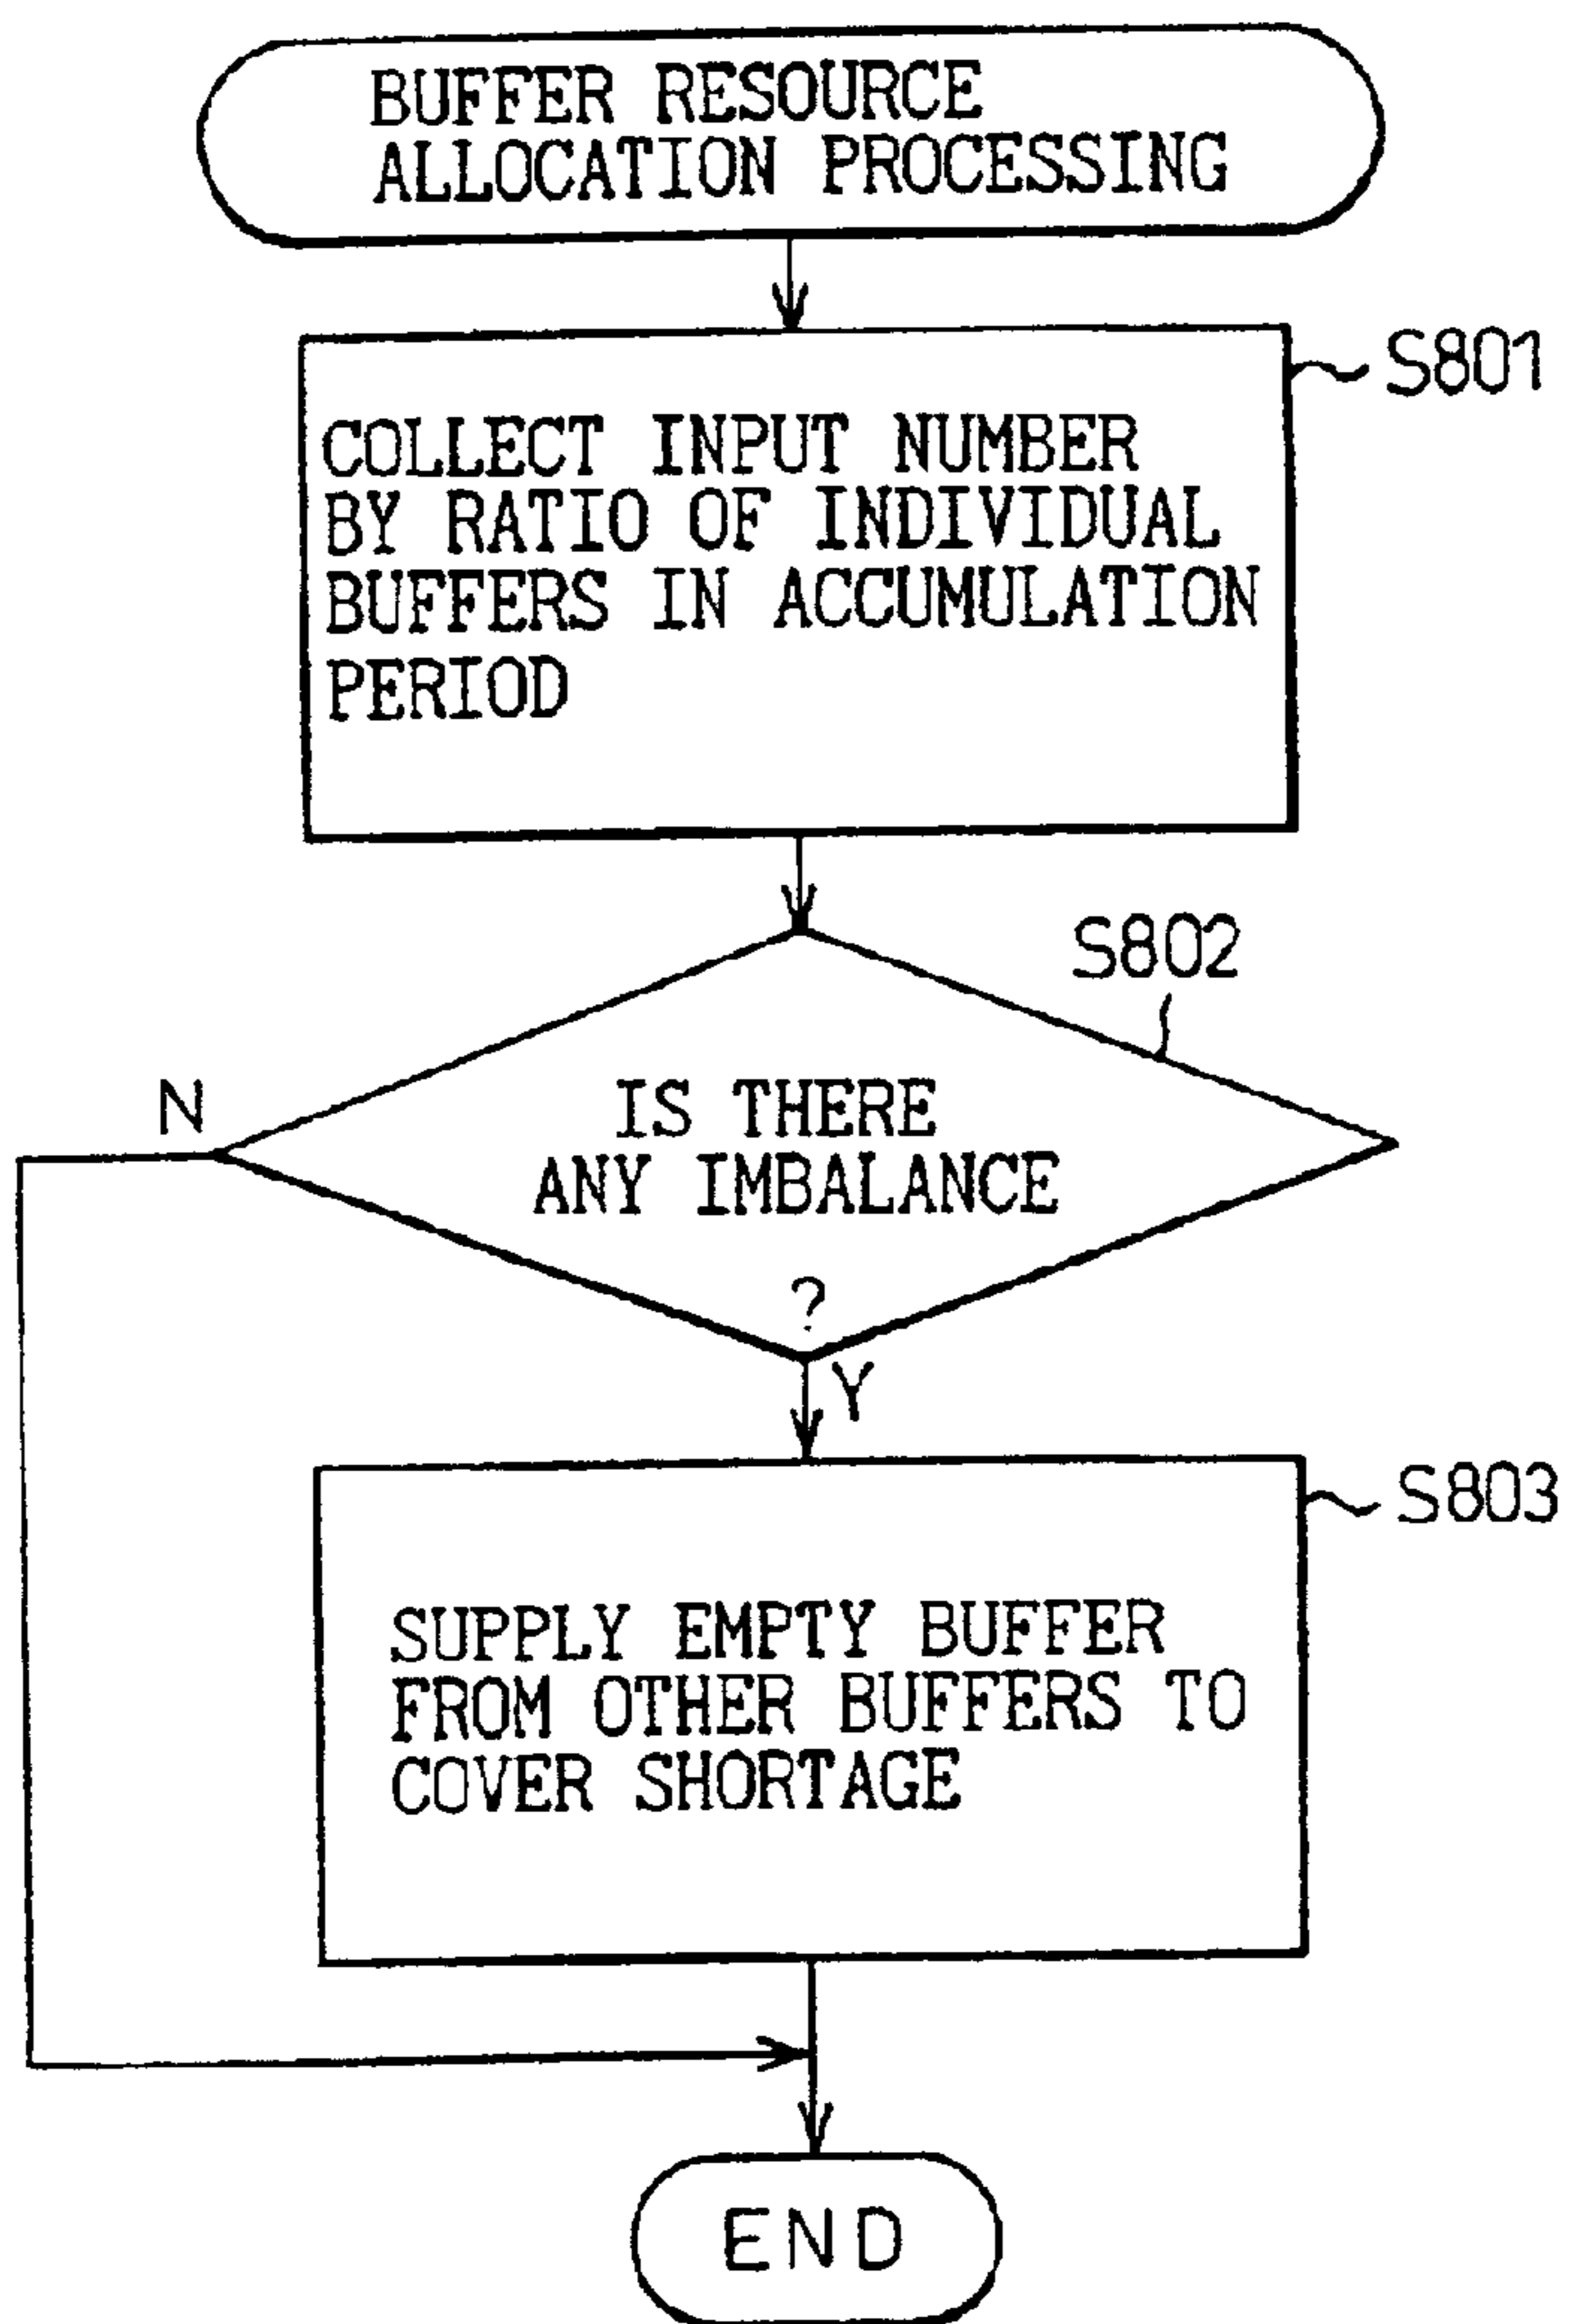 BUFFER RESOURCE
ALLOCATION PROCESSING
S801
COLLECT INPUT NUMBER
BY RATIO OF INDIVIDUAL
BUFFERS IN ACCUMULATION
PERIOD
S802
N
IS THERE
ANY IMBALANCE
?
Y
S803
SUPPLY EMPTY BUFFER
FROM OTHER BUFFERS TO
COVER SHORTAGE
END